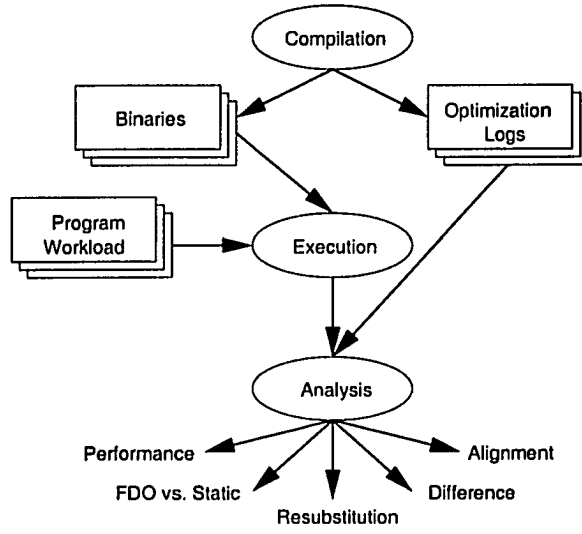 Compilation
Binaries
Optimization
Logs
Program
Workload
Execution
Analysis
Performance
Alignment
FDO vs. Static
Difference
Resubstitution